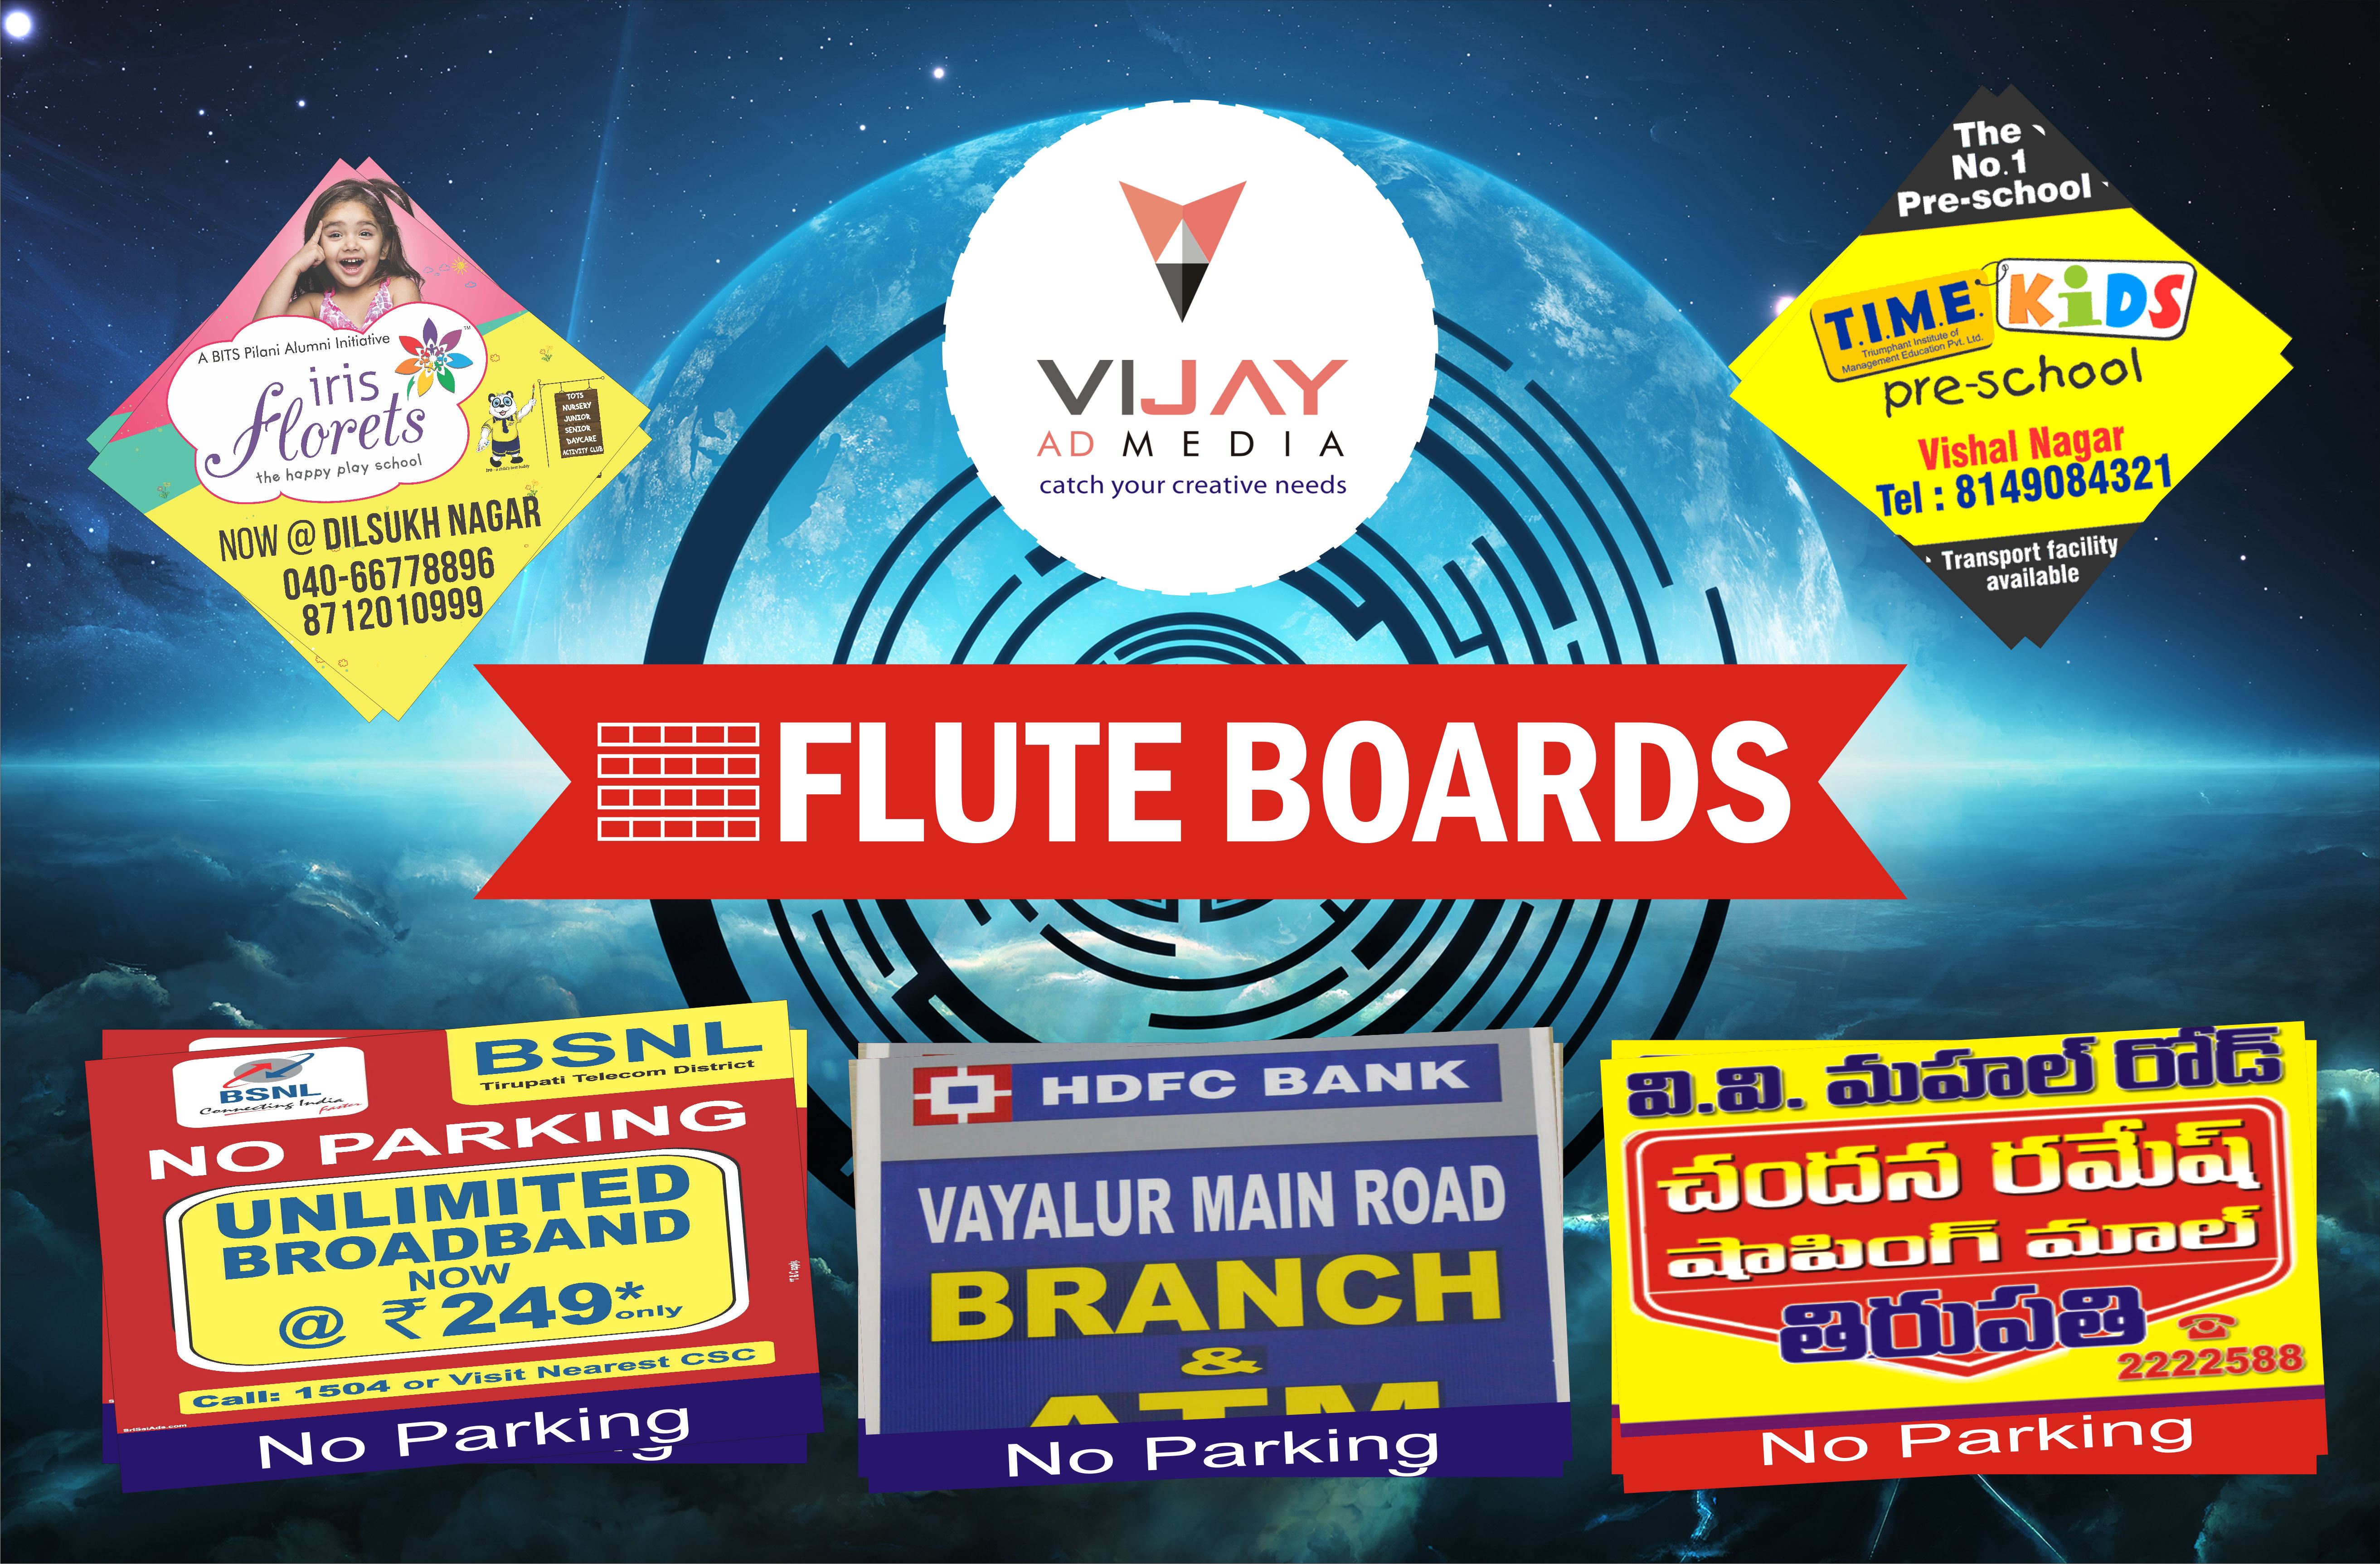 VIJAY
AD MEDIA
catch your creative needs
A BITS Pilani Alumni Initiative
iris
florets
™
the happy play school
TOTS
NURSERY
JUNIOR
SENIOR
DAYCARE
ACTIVITY CLUB
NOW @ DILSUKH NAGAR
040-66778896
8712010999
The
No.1
Pre-school
T.I.M.E. KiDS
Triumphant Institute of
Management Education Pvt. Ltd.
pre-school
Vishal Nagar
Tel : 8149084321
Transport facility
available
FLUTE BOARDS
BSNL
Connecting India
Faster
BSNL
Tirupati Telecom District
NO PARKING
UNLIMITED
BROADBAND
NOW
@ ₹ 249* only
Call: 1504 or Visit Nearest CSC
SriSaiAds.com
No Parking
HDFC BANK
VAYALUR MAIN ROAD
BRANCH
&
ATM
No Parking
వి.వి. మహల్ రోడ్
చందన రమేష్
షాపింగ్ మాల్
తిరుపతి
2222588
No Parking